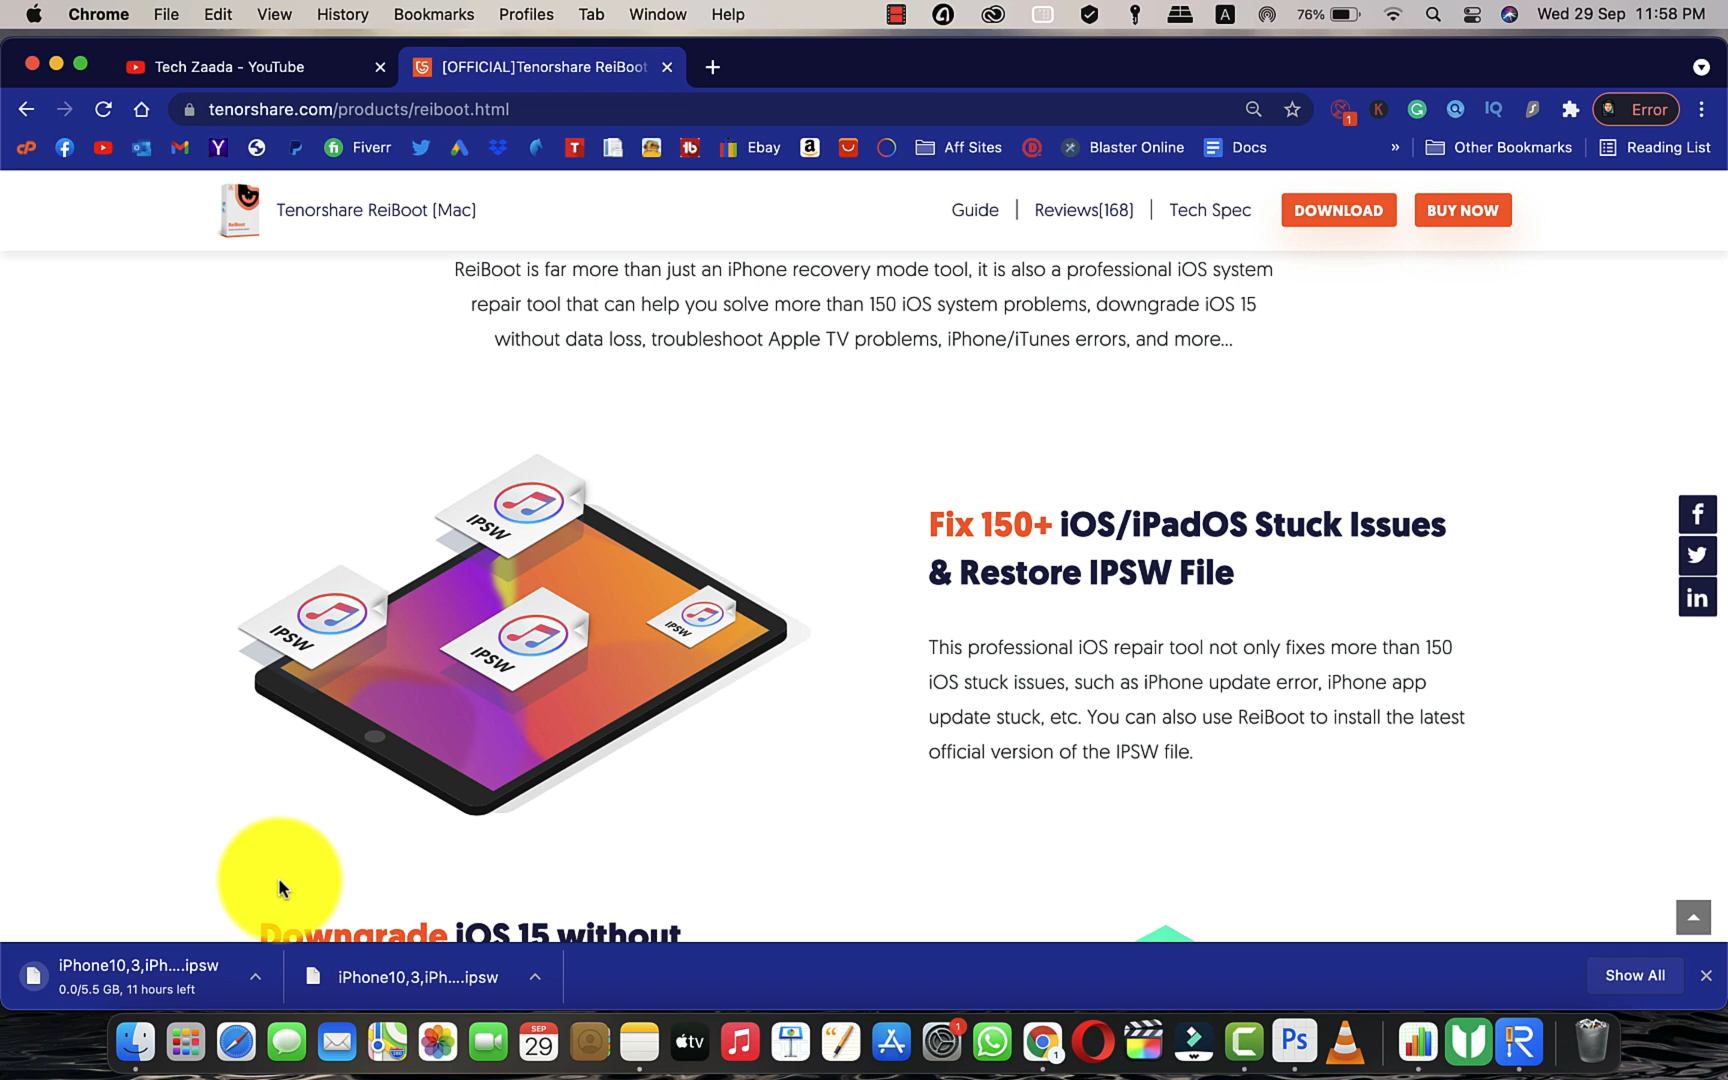 Chrome File Edit View History Bookmarks Profiles Tab Window Help A 76% Wed 29 Sep 11:58 PM
Tech Zaada - YouTube [OFFICIAL]Tenorshare ReiBoot
tenorshare.com/products/reiboot.html 1 K G IQ Error
Fiverr T 1b Ebay a Aff Sites Blaster Online Docs » Other Bookmarks Reading List
Tenorshare ReiBoot [Mac] Guide Reviews[168] Tech Spec DOWNLOAD BUY NOW
ReiBoot is far more than just an iPhone recovery mode tool, it is also a professional iOS system
repair tool that can help you solve more than 150 iOS system problems, downgrade iOS 15
without data loss, troubleshoot Apple TV problems, iPhone/iTunes errors, and more...
IPSW
IPSW
IPSW
IPSW
Fix 150+ iOS/iPadOS Stuck Issues
& Restore IPSW File
This professional iOS repair tool not only fixes more than 150
iOS stuck issues, such as iPhone update error, iPhone app
update stuck, etc. You can also use ReiBoot to install the latest
official version of the IPSW file.
f
in
Downgrade iOS 15 without
iPhone10,3,iPh....ipsw
0.0/5.5 GB, 11 hours left
iPhone10,3,iPh....ipsw
Show All
SEP
29
tv
1
1
Ps